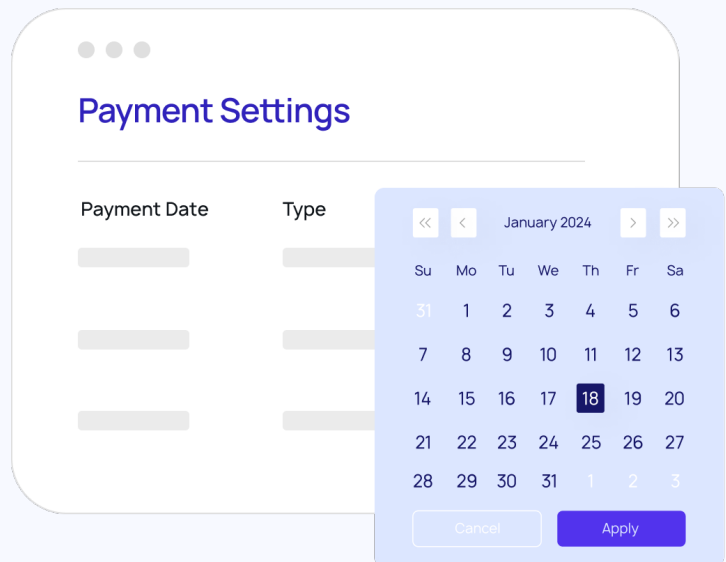 Payment Settings
Payment Date Type
« < January 2024 > »
Su Mo Tu We Th Fr Sa
31 1 2 3 4 5 6
7 8 9 10 11 12 13
14 15 16 17 18 19 20
21 22 23 24 25 26 27
28 29 30 31 1 2 3
Cancel Apply